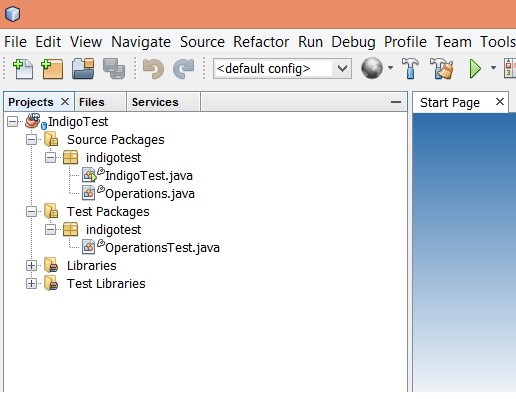 File Edit View Navigate Source Refactor Run Debug Profile Team Tools
<default config>
Projects Files Services
Start Page
IndigoTest
Source Packages
indigotest
IndigoTest.java
Operations.java
Test Packages
indigotest
OperationsTest.java
Libraries
Test Libraries